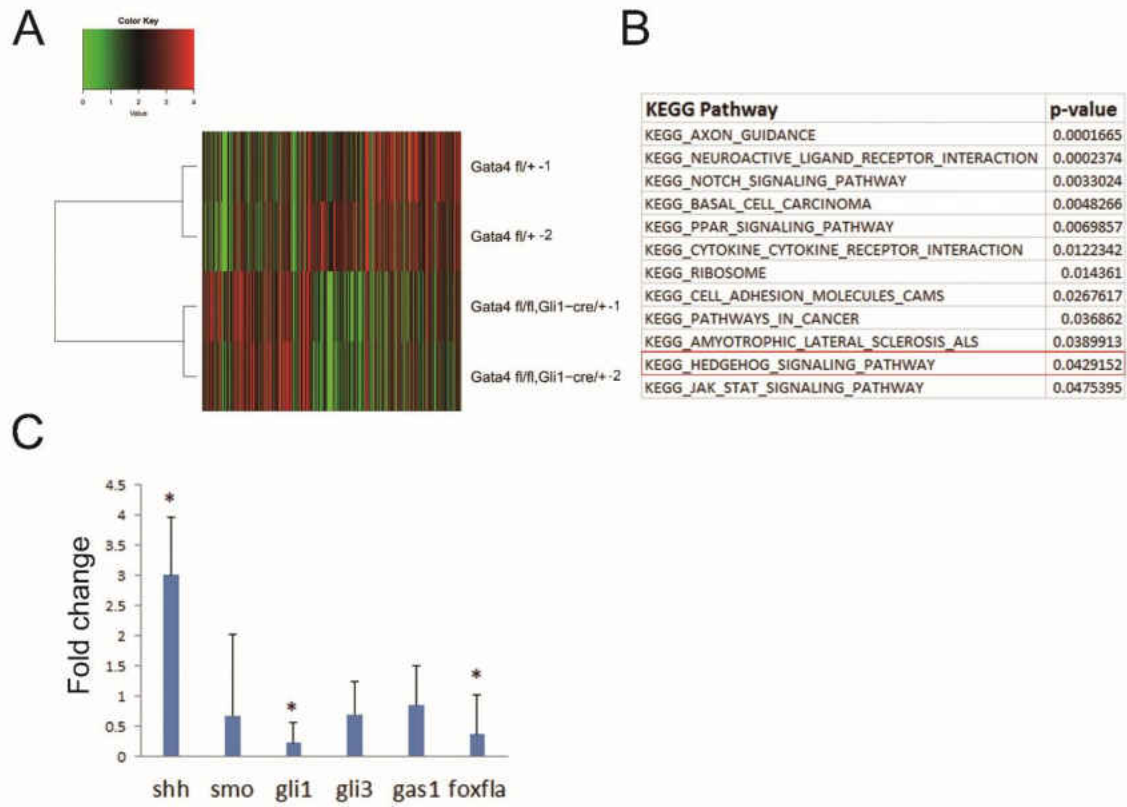 A
Color Key
0 1 2 3 4
Value
Gata4 fl/+ -1
Gata4 fl/+ -2
Gata4 fl/fl,Gli1-cre/+ -1
Gata4 fl/fl,Gli1-cre/+ -2
B
KEGG Pathway p-value
KEGG_AXON_GUIDANCE 0.0001665
KEGG_NEUROACTIVE_LIGAND_RECEPTOR_INTERACTION 0.0002374
KEGG_NOTCH_SIGNALING_PATHWAY 0.0033024
KEGG_BASAL_CELL_CARCINOMA 0.0048266
KEGG_PPAR_SIGNALING_PATHWAY 0.0069857
KEGG_CYTOKINE_CYTOKINE_RECEPTOR_INTERACTION 0.0122342
KEGG_RIBOSOME 0.014361
KEGG_CELL_ADHESION_MOLECULES_CAMS 0.0267617
KEGG_PATHWAYS_IN_CANCER 0.036862
KEGG_AMYOTROPHIC_LATERAL_SCLEROSIS_ALS 0.0389913
KEGG_HEDGEHOG_SIGNALING_PATHWAY 0.0429152
KEGG_JAK_STAT_SIGNALING_PATHWAY 0.0475395
C
Fold change
4.5
4
3.5
3
2.5
2
1.5
1
0.5
0
*
*
*
shh smo gli1 gli3 gas1 foxfla